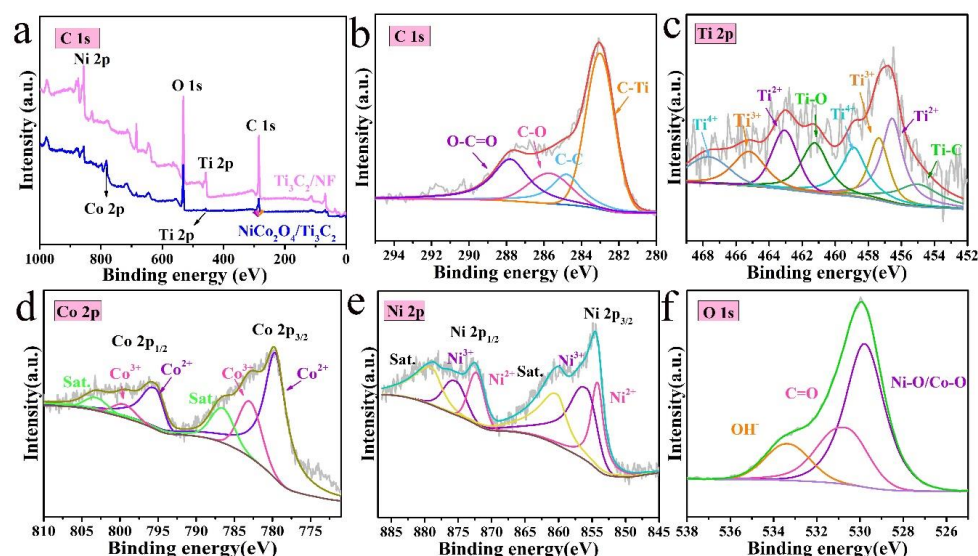 a
C 1s
Ni 2p
O 1s
C 1s
Ti 2p
Ti₃C₂/NF
Co 2p
Ti 2p
NiCo₂O₄/Ti₃C₂
1000 800 600 400 200 0
Binding energy (eV)
Intensity (a.u.)
b
C 1s
C-Ti
O-C=O
C-O
C-C
294 292 290 288 286 284 282 280
Binding energy (eV)
Intensity (a.u.)
c
Ti 2p
Ti²⁺
Ti-O
Ti³⁺
Ti⁴⁺
Ti³⁺
Ti⁴⁺
Ti²⁺
Ti-C
468 466 464 462 460 458 456 454 452
Binding energy(eV)
Intensity (a.u.)
d
Co 2p
Co 2p₃/₂
Co 2p₁/₂
Co³⁺
Co²⁺
Sat.
Co³⁺
Co²⁺
Sat.
810 800 795 787 780 775
Binding energy(eV)
Intensity(a.u.)
e
Ni 2p
Ni 2p₁/₂
Ni 2p₃/₂
Sat.
Ni³⁺
Ni²⁺
Sat.
Ni³⁺
Ni²⁺
885 880 875 870 865 860 855 850 845
Binding energy (eV)
Intensity(a.u.)
f
O 1s
C=O
Ni-O/Co-O
OH⁻
538 536 534 532 530 528 526
Binding energy (eV)
Intensity(a.u.)